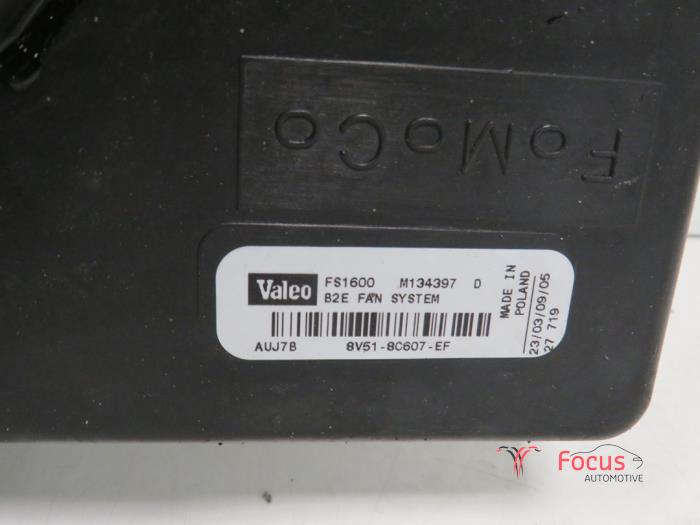 FoMoCo
Valeo FS1600 M134397 D
B2E FAN SYSTEM
AUJ7B 8V51-8C607-EF
MADE IN
POLAND
23/03/09/05
27 719
Focus
AUTOMOTIVE